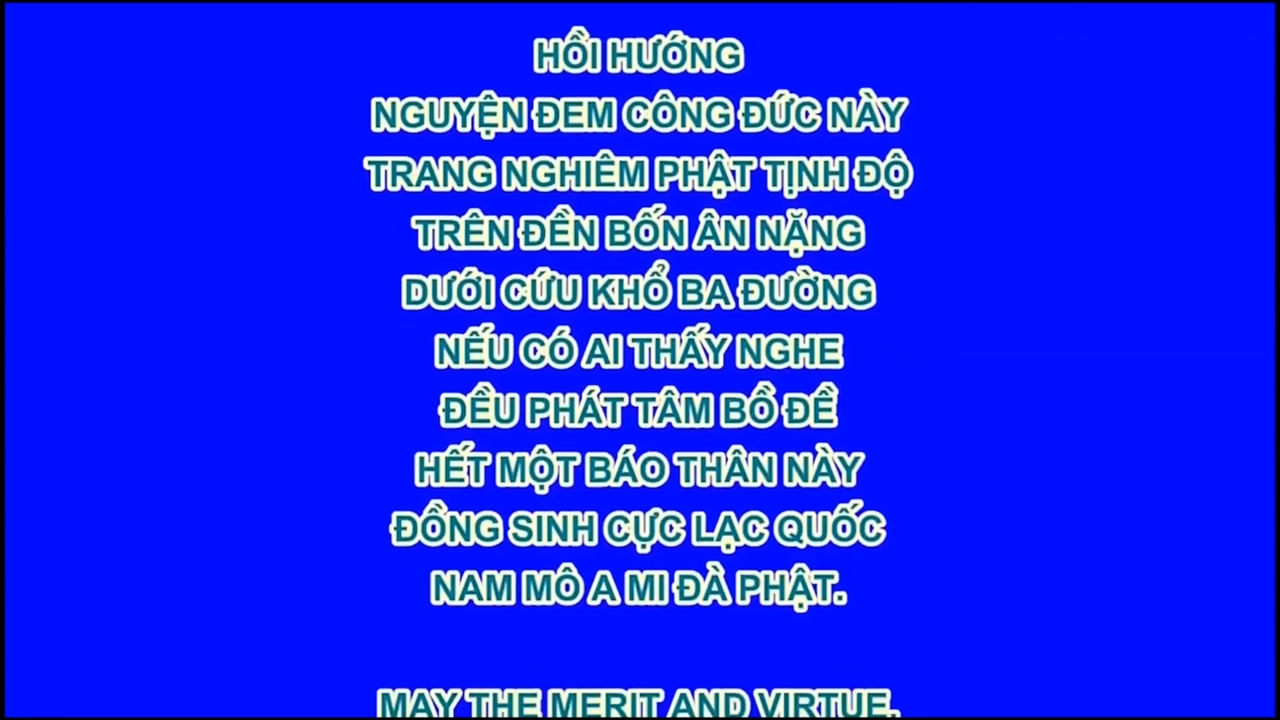 HỒI HƯỚNG
NGUYỆN ĐEM CÔNG ĐỨC NÀY
TRANG NGHIÊM PHẬT TỊNH ĐỘ
TRÊN ĐỀN BỐN ÂN NẶNG
DƯỚI CỨU KHỔ BA ĐƯỜNG
NẾU CÓ AI THẤY NGHE
ĐỀU PHÁT TÂM BỒ ĐỀ
HẾT MỘT BÁO THÂN NÀY
ĐỒNG SINH CỰC LẠC QUỐC
NAM MÔ A MI ĐÀ PHẬT.
MAY THE MERIT AND VIRTUE,